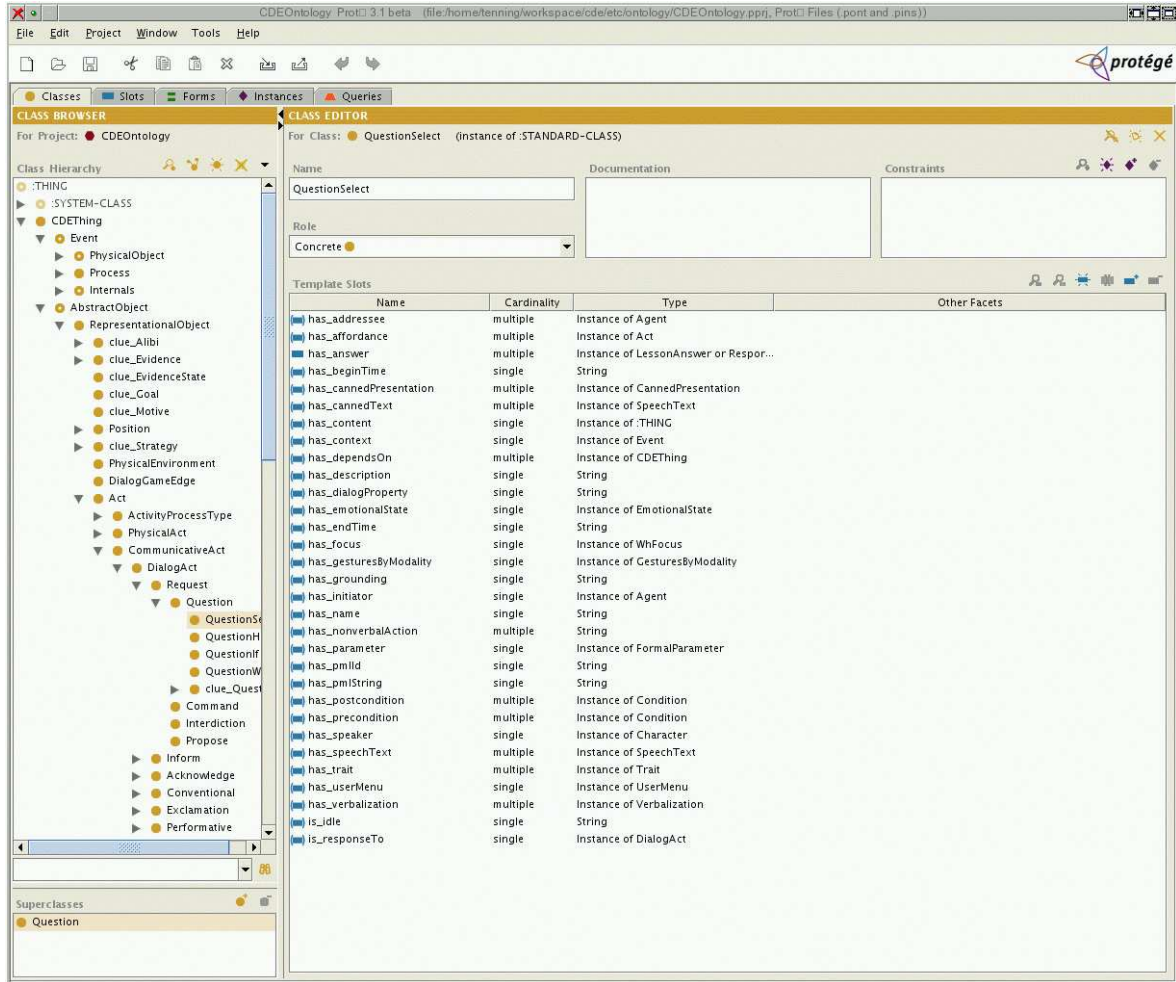 CDEOntology Prot□ 3.1 beta (file:/home/tenning/workspace/cde/etc/ontology/CDEOntology.pprj, Prot□ Files (.pont and .pins))
File Edit Project Window Tools Help
protégé
Classes Slots Forms Instances Queries
CLASS BROWSER
For Project: CDEOntology
Class Hierarchy
:THING
:SYSTEM-CLASS
CDEThing
Event
PhysicalObject
Process
Internals
AbstractObject
RepresentationalObject
clue_Alibi
clue_Evidence
clue_EvidenceState
clue_Goal
clue_Motive
Position
clue_Strategy
PhysicalEnvironment
DialogGameEdge
Act
ActivityProcessType
PhysicalAct
CommunicativeAct
DialogAct
Request
Question
QuestionSe
QuestionH
QuestionIf
QuestionW
clue_Quest
Command
Interdiction
Propose
Inform
Acknowledge
Conventional
Exclamation
Performative
Superclasses
Question
CLASS EDITOR
For Class: QuestionSelect (instance of :STANDARD-CLASS)
Name Documentation Constraints
QuestionSelect
Role
Concrete
Template Slots
Name Cardinality Type Other Facets
has_addressee multiple Instance of Agent
has_affordance multiple Instance of Act
has_answer multiple Instance of LessonAnswer or Respor...
has_beginTime single String
has_cannedPresentation multiple Instance of CannedPresentation
has_cannedText multiple Instance of SpeechText
has_content single Instance of :THING
has_context single Instance of Event
has_dependsOn multiple Instance of CDEThing
has_description single String
has_dialogProperty single String
has_emotionalState single Instance of EmotionalState
has_endTime single String
has_focus single Instance of WhFocus
has_gesturesByModality single Instance of GesturesByModality
has_grounding single String
has_initiator single Instance of Agent
has_name single String
has_nonverbalAction multiple String
has_parameter single Instance of FormalParameter
has_pmlId single String
has_pmlString single String
has_postcondition multiple Instance of Condition
has_precondition multiple Instance of Condition
has_speaker single Instance of Character
has_speechText multiple Instance of SpeechText
has_trait multiple Instance of Trait
has_userMenu single Instance of UserMenu
has_verbalization multiple Instance of Verbalization
is_idle single String
is_responseTo single Instance of DialogAct